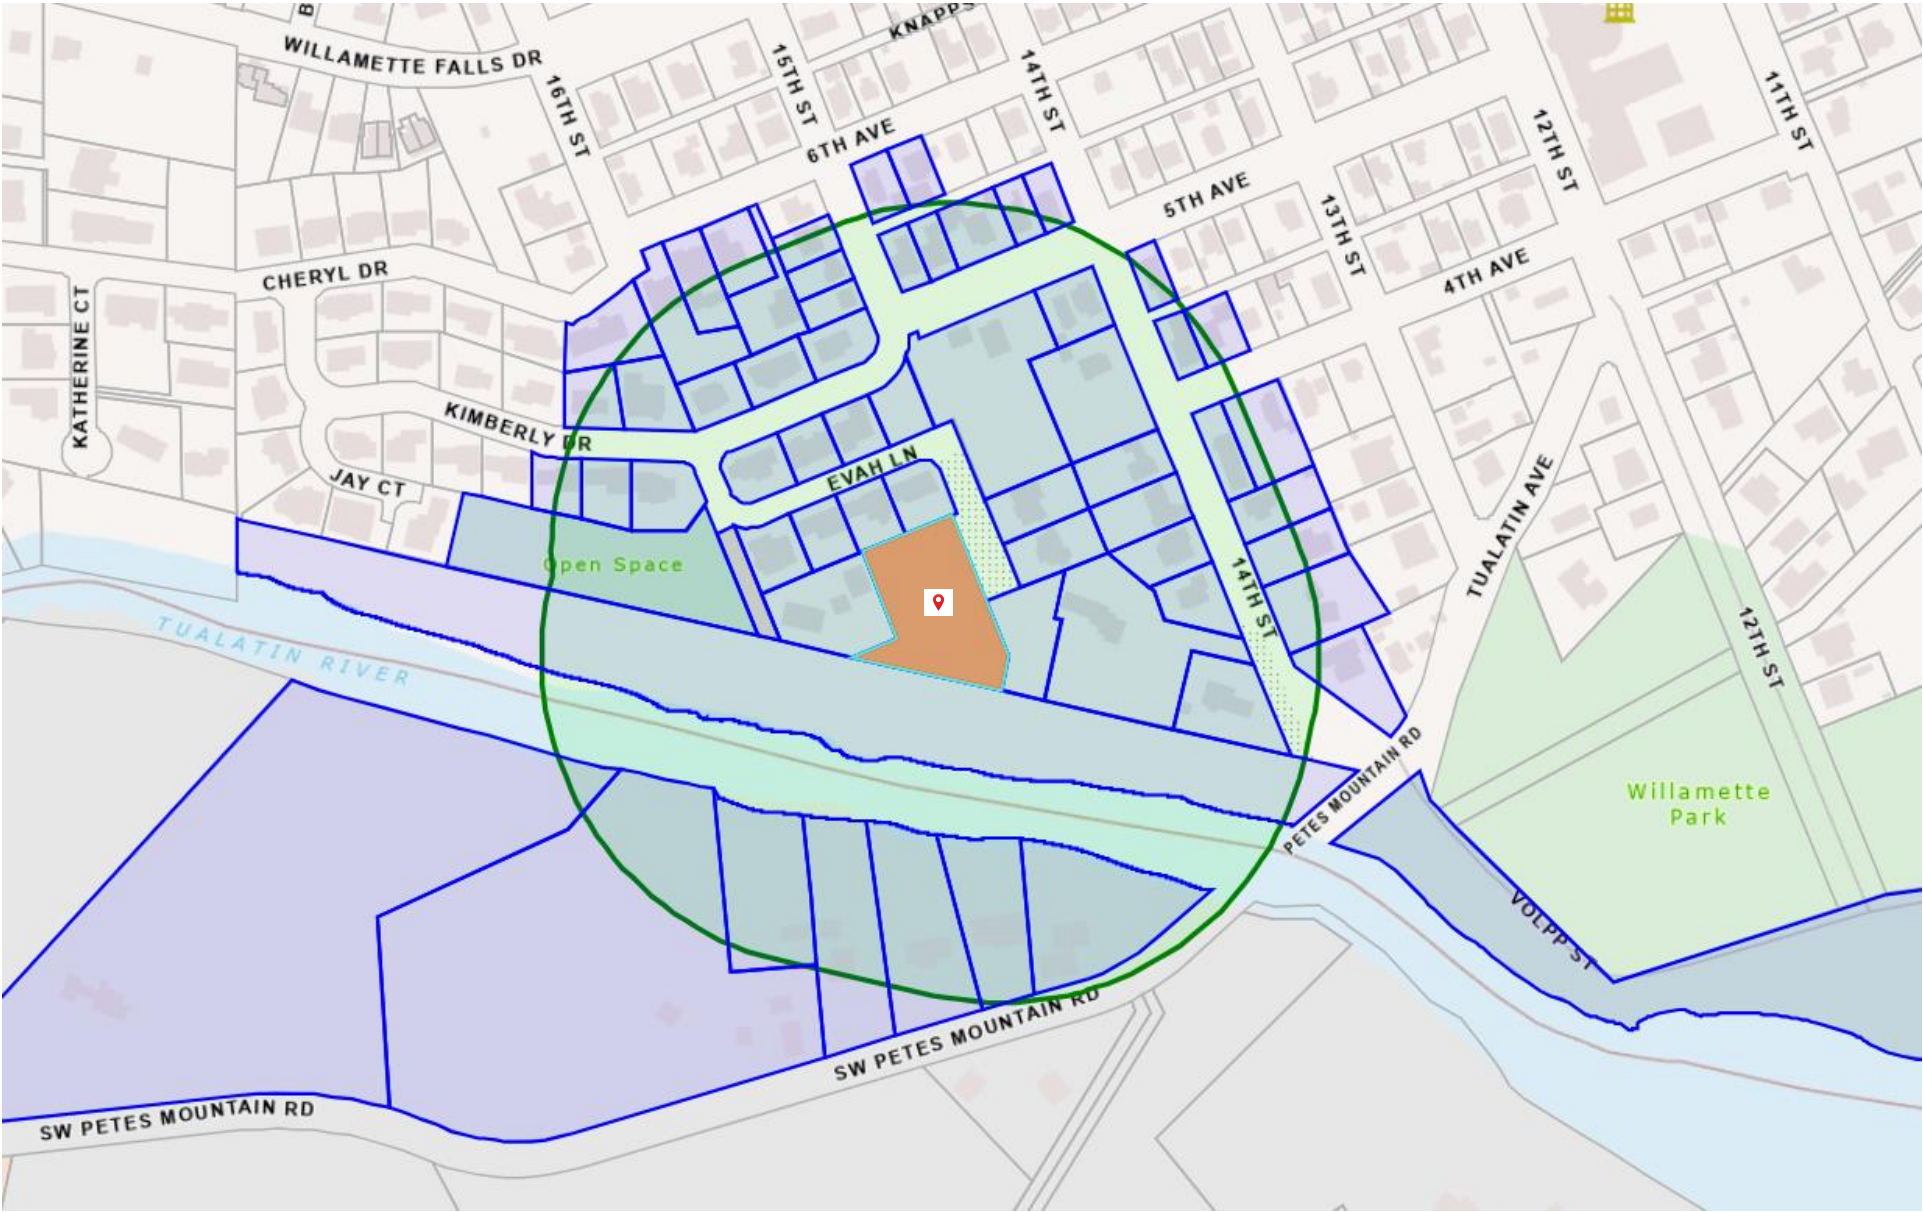 B
WILLAMETTE FALLS DR
KNAPPS
15TH ST
14TH ST
16TH ST
11TH ST
6TH AVE
12TH ST
5TH AVE
13TH ST
CHERYL DR
4TH AVE
KATHERINE CT
KIMBERLY DR
EVAH LN
JAY CT
TUALATIN AVE
Open Space
14TH ST
TUALATIN RIVER
12TH ST
PETES MOUNTAIN RD
Willamette
Park
VOLPP ST
SW PETES MOUNTAIN RD
SW PETES MOUNTAIN RD